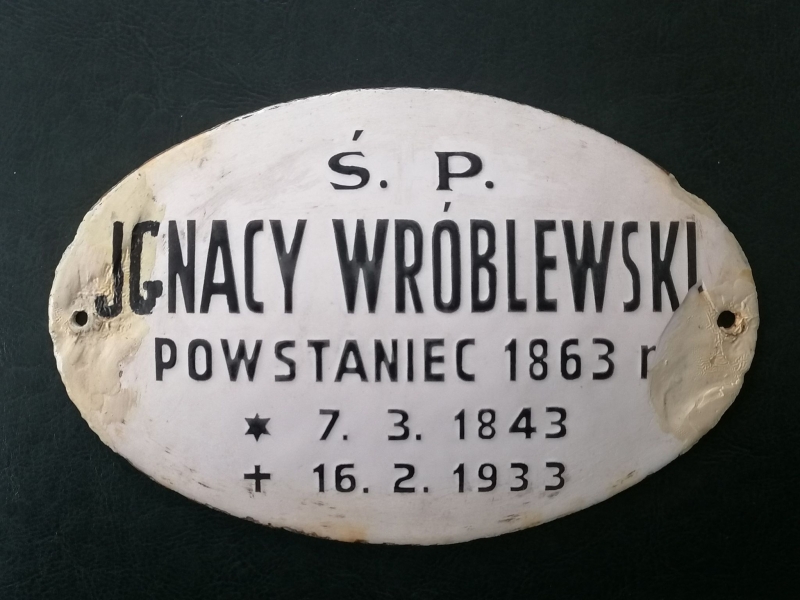 Ś. P.
JGNACY WRÓBLEWSKI
POWSTANIEC 1863 r
✶ 7. 3. 1843
✝ 16. 2. 1933